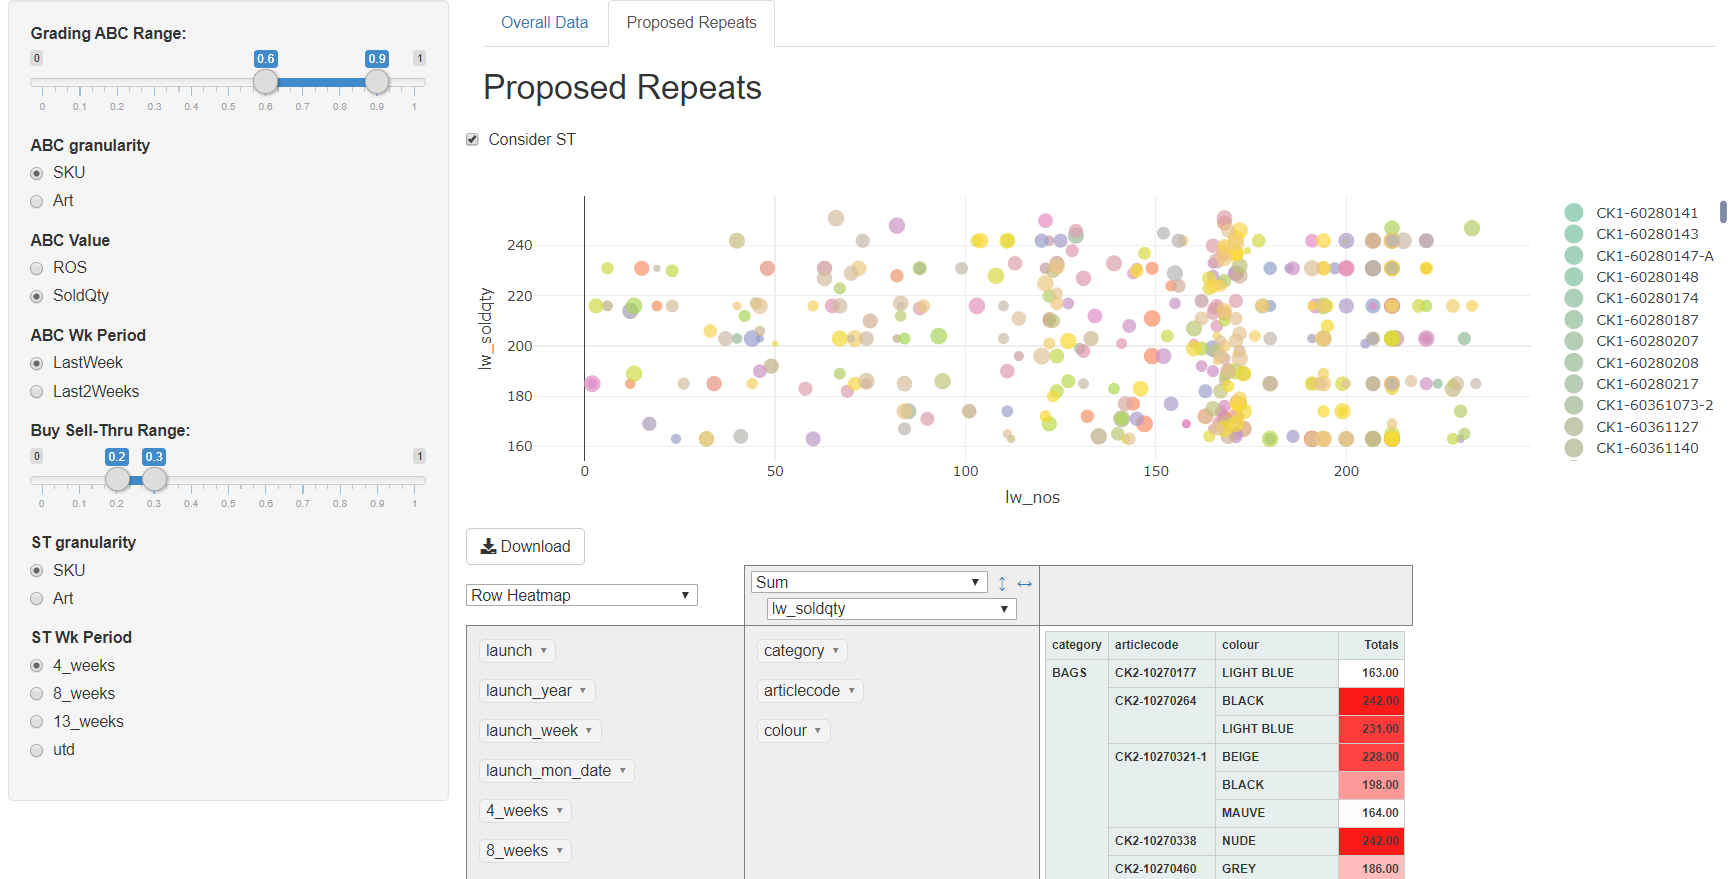 Grading ABC Range:
0 0.6 0.9 1
0 0.1 0.2 0.3 0.4 0.5 0.6 0.7 0.8 0.9 1
ABC granularity
SKU
Art
ABC Value
ROS
SoldQty
ABC Wk Period
LastWeek
Last2Weeks
Buy Sell-Thru Range:
0 0.2 0.3 1
0 0.1 0.2 0.3 0.4 0.5 0.6 0.7 0.8 0.9 1
ST granularity
SKU
Art
ST Wk Period
4_weeks
8_weeks
13_weeks
utd
Overall Data Proposed Repeats
Proposed Repeats
Consider ST
240
220
200
180
160
lw_soldqty
0 50 100 150 200
lw_nos
CK1-60280141
CK1-60280143
CK1-60280147-A
CK1-60280148
CK1-60280174
CK1-60280187
CK1-60280207
CK1-60280208
CK1-60280217
CK1-60361073-2
CK1-60361127
CK1-60361140
Download
Row Heatmap
Sum
lw_soldqty
launch
launch_year
launch_week
launch_mon_date
4_weeks
8_weeks
category
articlecode
colour
category articlecode colour Totals
BAGS CK2-10270177 LIGHT BLUE 163.00
CK2-10270264 BLACK 242.00
LIGHT BLUE 231.00
CK2-10270321-1 BEIGE 228.00
BLACK 198.00
MAUVE 164.00
CK2-10270338 NUDE 242.00
CK2-10270460 GREY 186.00